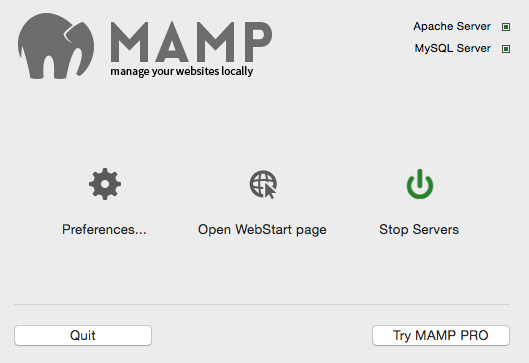 MAMP
manage your websites locally
Apache Server
MySQL Server
Preferences...
Open WebStart page
Stop Servers
Quit
Try MAMP PRO